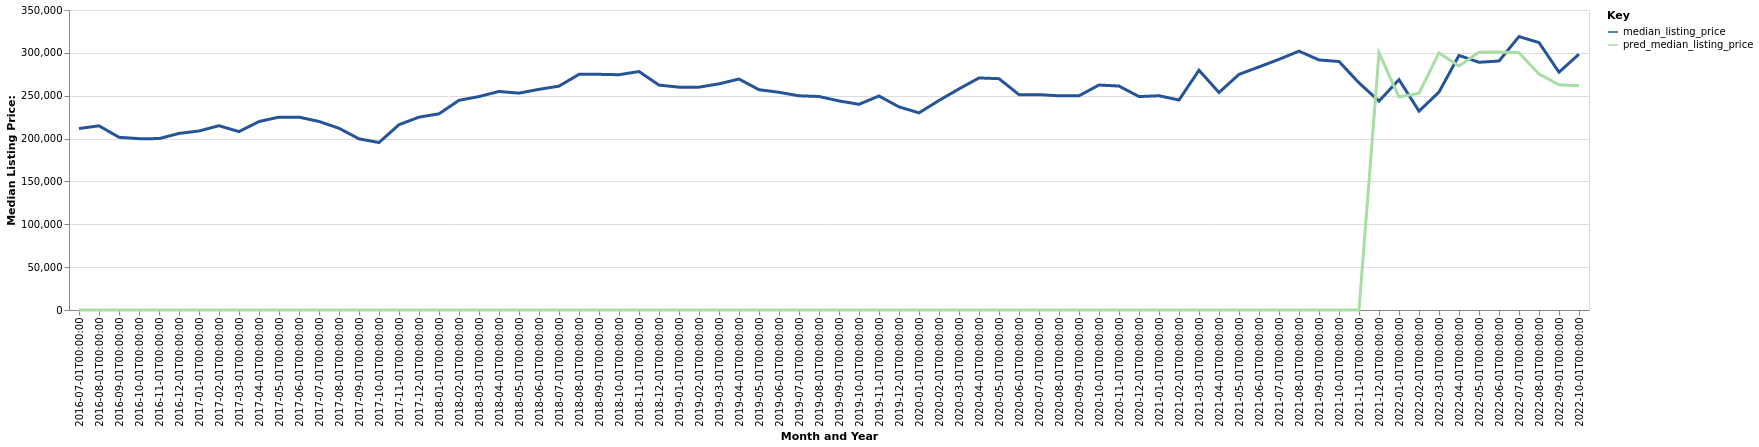 350,000
300,000
250,000
200,000
150,000
100,000
50,000
0
Median Listing Price:
2016-07-01T00:00:00
2016-08-01T00:00:00
2016-09-01T00:00:00
2016-10-01T00:00:00
2016-11-01T00:00:00
2016-12-01T00:00:00
2017-01-01T00:00:00
2017-02-01T00:00:00
2017-03-01T00:00:00
2017-04-01T00:00:00
2017-05-01T00:00:00
2017-06-01T00:00:00
2017-07-01T00:00:00
2017-08-01T00:00:00
2017-09-01T00:00:00
2017-10-01T00:00:00
2017-11-01T00:00:00
2017-12-01T00:00:00
2018-01-01T00:00:00
2018-02-01T00:00:00
2018-03-01T00:00:00
2018-04-01T00:00:00
2018-05-01T00:00:00
2018-06-01T00:00:00
2018-07-01T00:00:00
2018-08-01T00:00:00
2018-09-01T00:00:00
2018-10-01T00:00:00
2018-11-01T00:00:00
2018-12-01T00:00:00
2019-01-01T00:00:00
2019-02-01T00:00:00
2019-03-01T00:00:00
2019-04-01T00:00:00
2019-05-01T00:00:00
2019-06-01T00:00:00
2019-07-01T00:00:00
2019-08-01T00:00:00
2019-09-01T00:00:00
2019-10-01T00:00:00
2019-11-01T00:00:00
2019-12-01T00:00:00
2020-01-01T00:00:00
2020-02-01T00:00:00
2020-03-01T00:00:00
2020-04-01T00:00:00
2020-05-01T00:00:00
2020-06-01T00:00:00
2020-07-01T00:00:00
2020-08-01T00:00:00
2020-09-01T00:00:00
2020-10-01T00:00:00
2020-11-01T00:00:00
2020-12-01T00:00:00
2021-01-01T00:00:00
2021-02-01T00:00:00
2021-03-01T00:00:00
2021-04-01T00:00:00
2021-05-01T00:00:00
2021-06-01T00:00:00
2021-07-01T00:00:00
2021-08-01T00:00:00
2021-09-01T00:00:00
2021-10-01T00:00:00
2021-11-01T00:00:00
2021-12-01T00:00:00
2022-01-01T00:00:00
2022-02-01T00:00:00
2022-03-01T00:00:00
2022-04-01T00:00:00
2022-05-01T00:00:00
2022-06-01T00:00:00
2022-07-01T00:00:00
2022-08-01T00:00:00
2022-09-01T00:00:00
2022-10-01T00:00:00
Month and Year
Key
median_listing_price
pred_median_listing_price